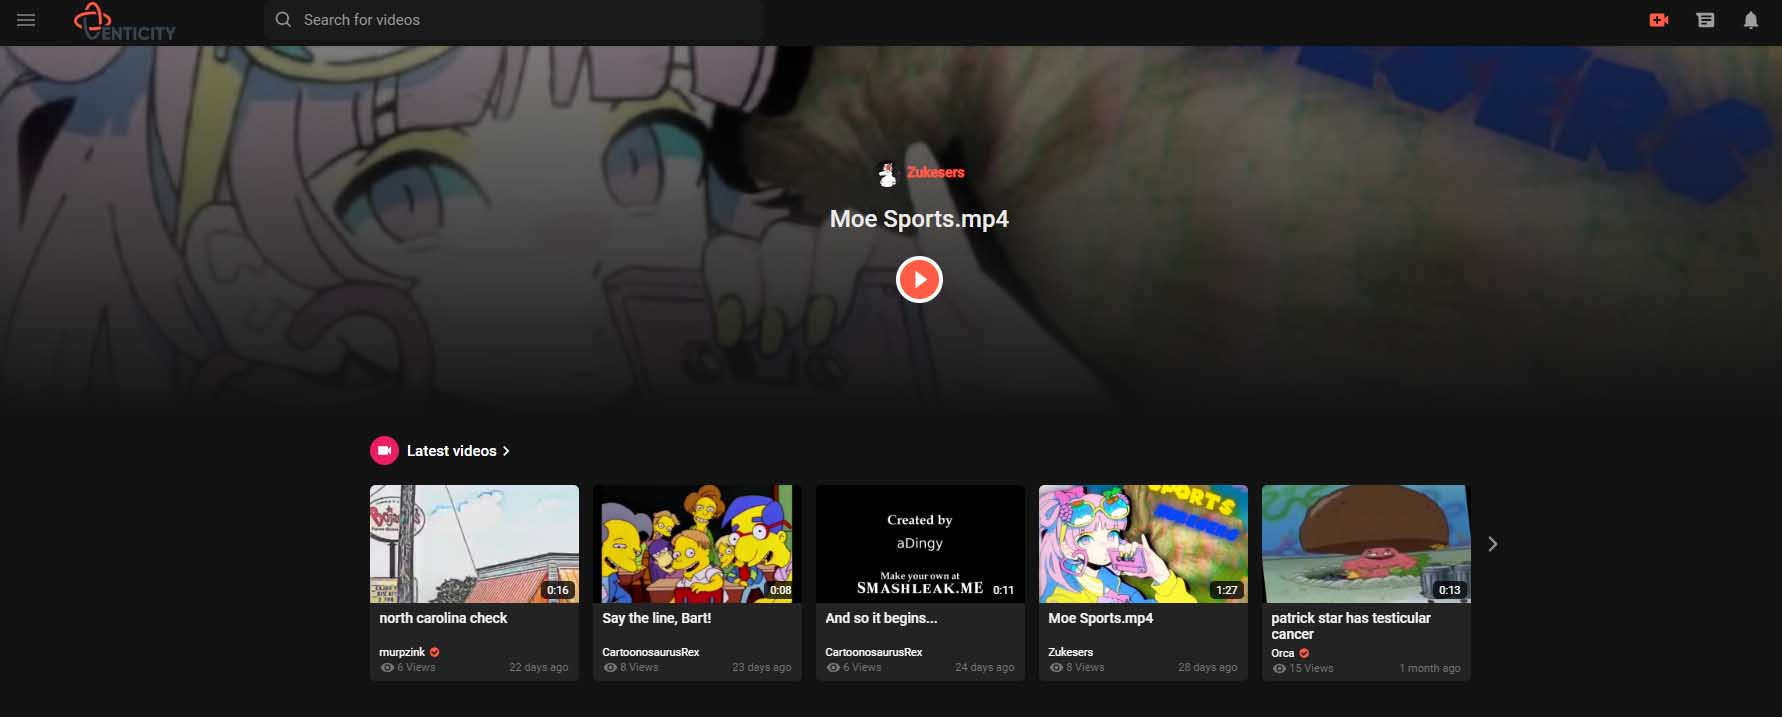 ENTICITY
Search for videos
Zukesers
Moe Sports.mp4
Latest videos
Bojangles
0:16
north carolina check
murpzink
6 Views
22 days ago
0:08
Say the line, Bart!
CartoonosaurusRex
8 Views
23 days ago
Created by
aDingy
Make your own at
SMASHLEAK.ME
0:11
And so it begins...
CartoonosaurusRex
6 Views
24 days ago
SPORTS
1:27
Moe Sports.mp4
Zukesers
8 Views
28 days ago
0:13
patrick star has testicular
cancer
Orca
15 Views
1 month ago